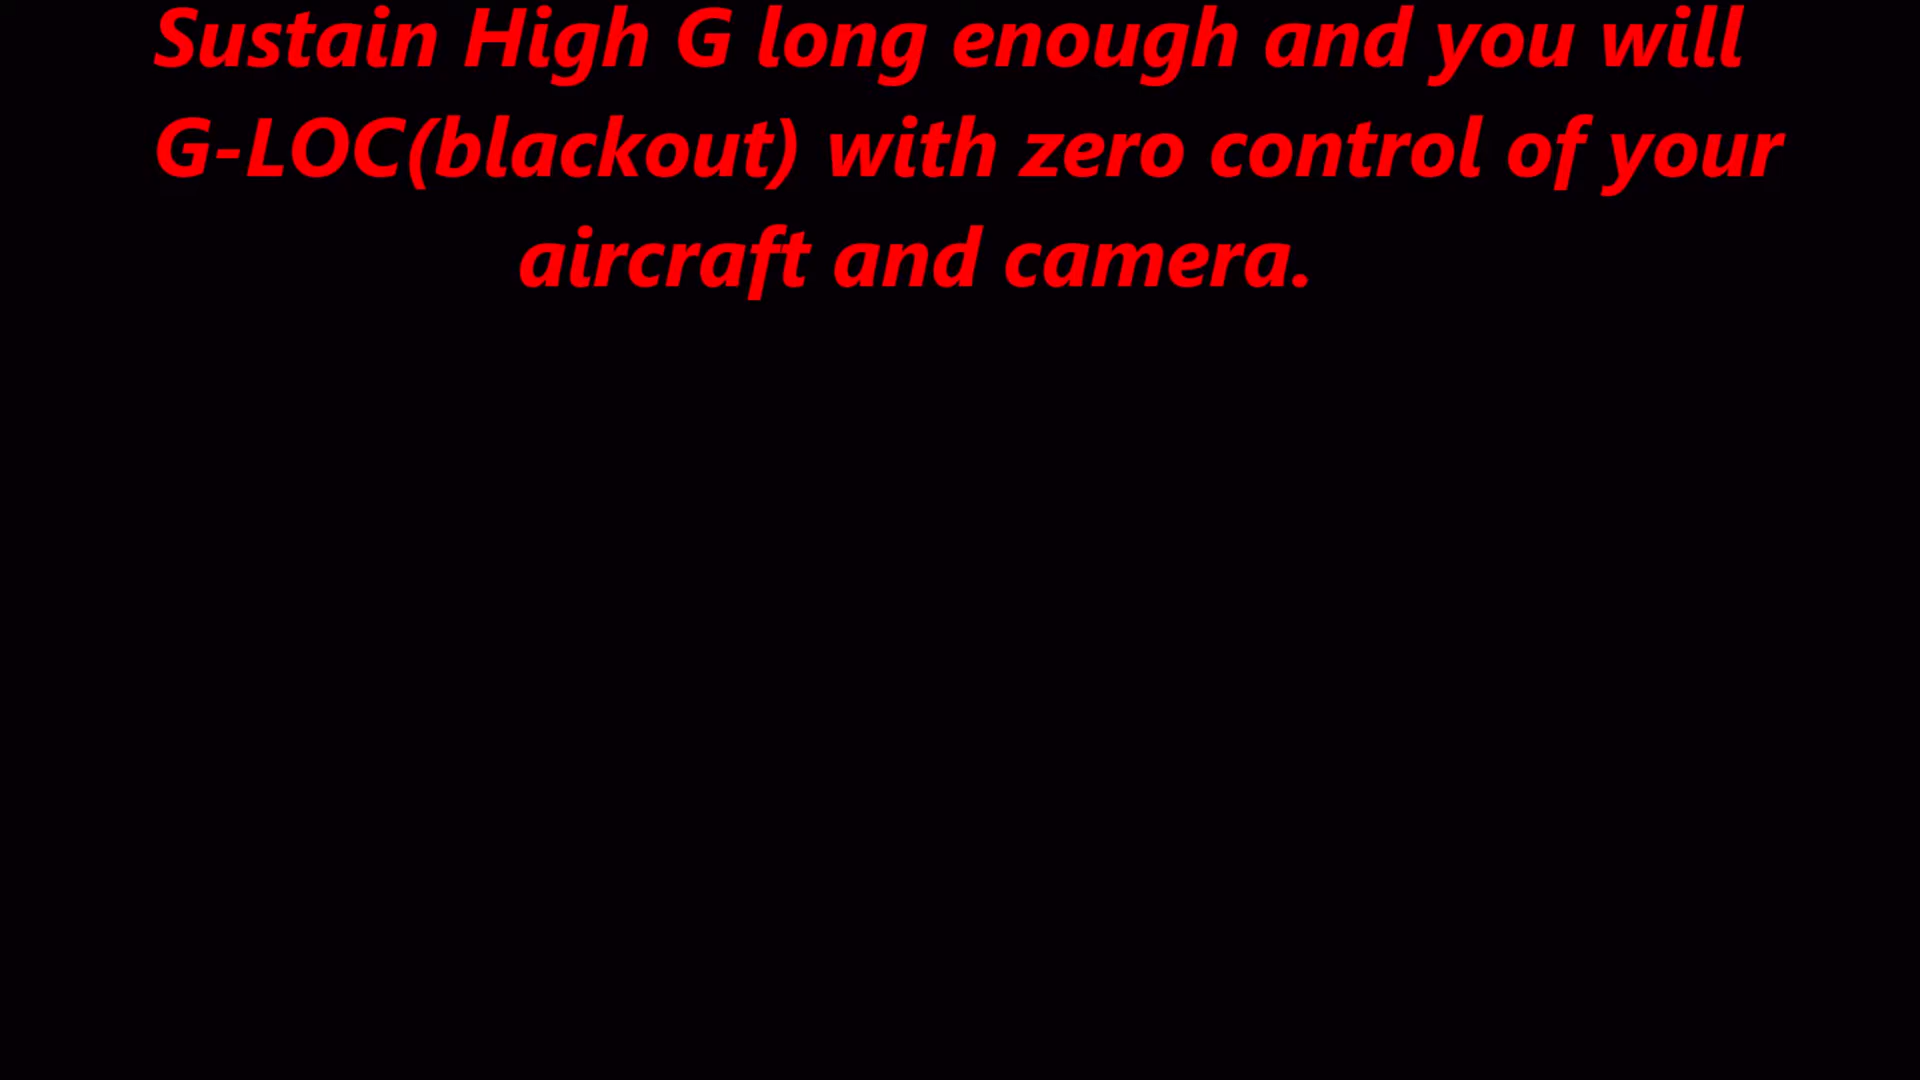 Sustain High G long enough and you will
G-LOC(blackout) with zero control of your
aircraft and camera.